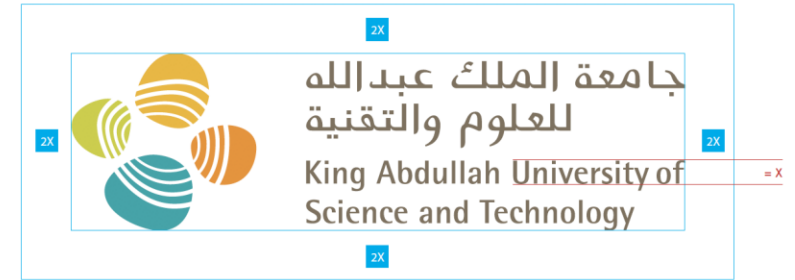 2X
جامعة الملك عبدالله
للعلوم والتقنية
2X
2X
King Abdullah University of
= X
Science and Technology
2X